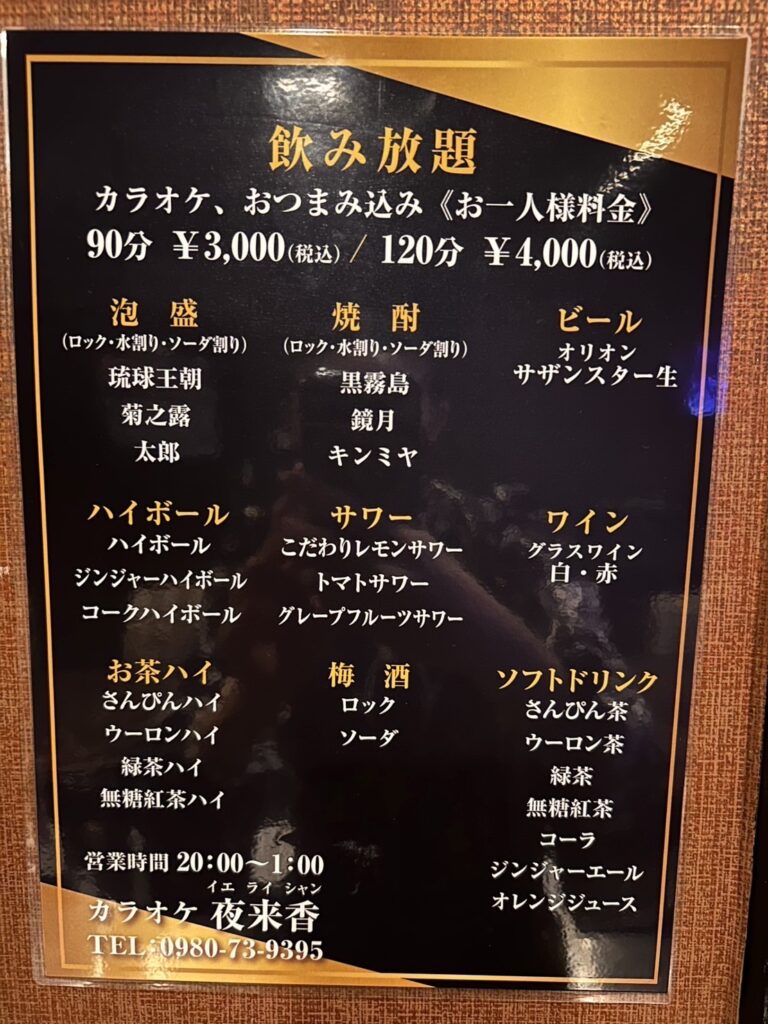 飲み放題
カラオケ、おつまみ込み《お一人様料金》
90分 ¥3,000(税込) / 120分 ¥4,000(税込)
泡盛
(ロック・水割り・ソーダ割り)
琉球王朝
菊之露
太郎
焼酎
(ロック・水割り・ソーダ割り)
黒霧島
鏡月
キンミヤ
ビール
オリオン
サザンスター生
ハイボール
ハイボール
ジンジャーハイボール
コークハイボール
サワー
こだわりレモンサワー
トマトサワー
グレープフルーツサワー
ワイン
グラスワイン
白・赤
お茶ハイ
さんぴんハイ
ウーロンハイ
緑茶ハイ
無糖紅茶ハイ
梅酒
ロック
ソーダ
ソフトドリンク
さんぴん茶
ウーロン茶
緑茶
無糖紅茶
コーラ
ジンジャーエール
オレンジジュース
営業時間 20:00〜1:00
イエ ライ シャン
カラオケ 夜来香
TEL:0980-73-9395